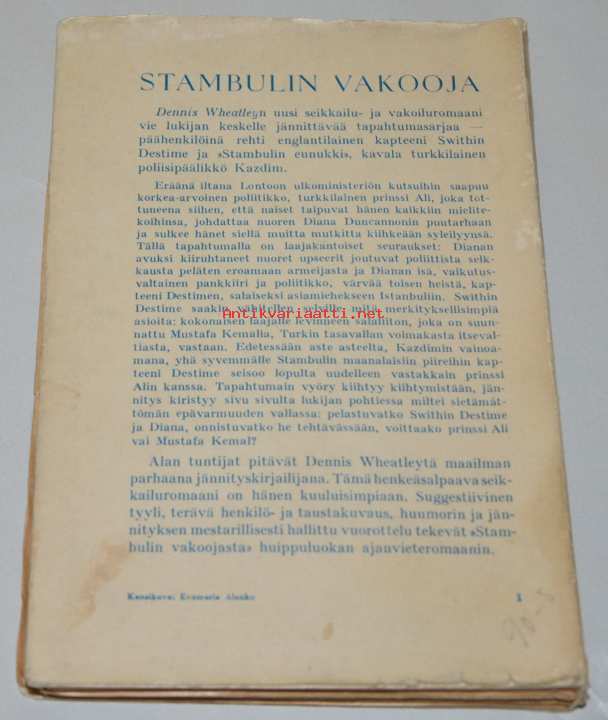 STAMBULIN VAKOOJA
Dennis Wheatleyn uusi seikkailu- ja vakoiluromaani
vie lukijan keskelle jännittävää tapahtumasarjaa —
päähenkilöinä rehti englantilainen kapteeni Swithin
Destime ja »Stambulin eunukki», kavala turkkilainen
poliisipäällikkö Kazdim.
Eräänä iltana Lontoon ulkoministeriön kutsuihin saapuu
korkea-arvoinen poliitikko, turkkilainen prinssi Ali, joka tot-
tuneena siihen, että naiset taipuvat hänen kaikkiin mielite-
koihinsa, johdattaa nuoren Diana Duncannonin puutarhaan
ja sulkee hänet siellä muitta mutkitta kiihkeään syleilyynsä.
Tällä tapahtumalla on laajakantoiset seuraukset: Dianan
avuksi kiiruhtaneet nuoret upseerit joutuvat poliittista selk-
kausta peläten eroamaan armeijasta ja Dianan isä, vaikutus-
valtainen pankkiiri ja poliitikko, värvää toisen heistä, kap-
teeni Destimen, salaiseksi asiamiehekseen Istanbuliin. Swithin
Destime saakin vähitellen selville mitä merkityksellisimpiä
asioita: kokonaisen laajalle levinneen salaliiton, joka on suun-
nattu Mustafa Kemalia, Turkin tasavallan voimakasta itseval-
tiasta, vastaan. Edetessään aste asteelta, Kazdimin vainoa-
mana, yhä syvemmälle Stambulin maanalaisiin piireihin kap-
teeni Destime seisoo lopulta uudelleen vastakkain prinssi
Alin kanssa. Tapahtumain vyöry kiihtyy kiihtymistään, jän-
nitys kiristyy sivu sivulta lukijan pohtiessa miltei sietämät-
tömän epävarmuuden vallassa: pelastuvatko Swithin Destime
ja Diana, onnistuvatko he tehtävässään, voittaako prinssi Ali
vai Mustafa Kemal?
Alan tuntijat pitävät Dennis Wheatleytä maailman
parhaana jännityskirjailijana. Tämä henkeäsalpaava seik-
kailuromaani on hänen kuuluisimpiaan. Suggestiivinen
tyyli, terävä henkilö- ja taustakuvaus, huumorin ja jän-
nityksen mestarillisesti hallittu vuorottelu tekevät »Stam-
bulin vakoojasta» huippuluokan ajanvieteromaanin.
Kansikuva: Evamaria Alanko
1
Antikvariaatti.net